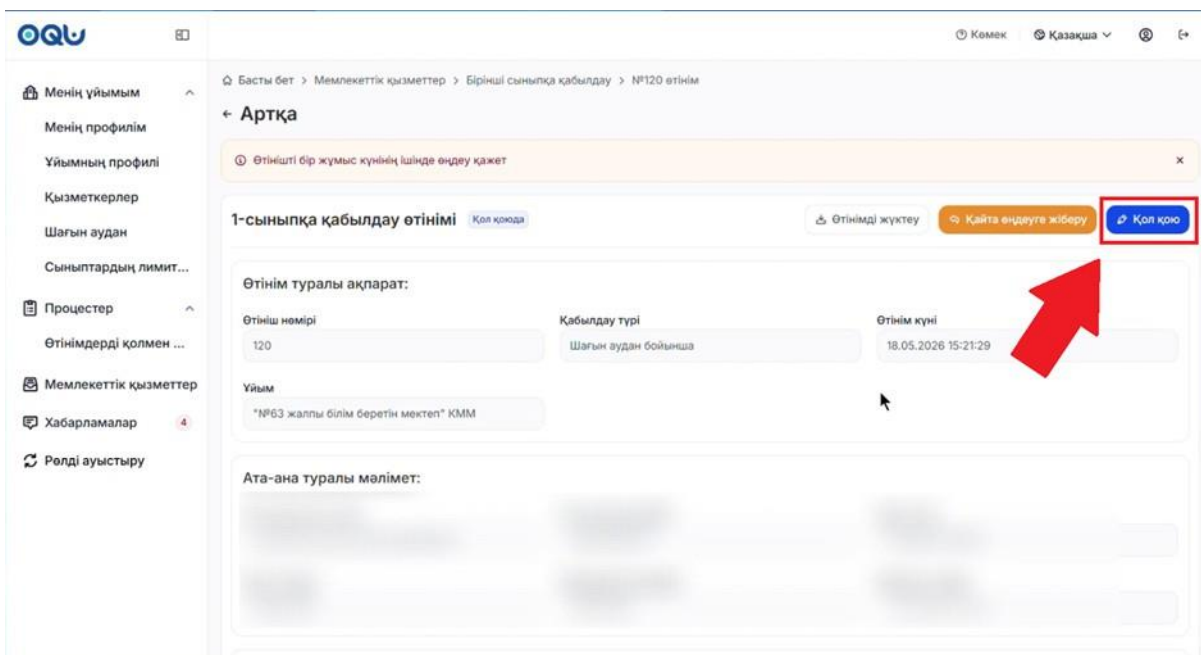 OQU
Көмек
Қазақша
Менің ұйымым
Менің профилім
Ұйымның профилі
Қызметкерлер
Шағын аудан
Сыныптардың лимит...
Процестер
Өтінімдерді қолмен ...
Мемлекеттік қызметтер
Хабарламалар 4
Рөлді ауыстыру
Басты бет > Мемлекеттік қызметтер > Бірінші сыныпқа қабылдау > №120 өтінім
← Артқа
Өтінішті бір жұмыс күнінің ішінде өңдеу қажет ×
1-сыныпқа қабылдау өтінімі Қол қоюда
Өтінімді жүктеу
Қайта өңдеуге жіберу
Қол қою
Өтінім туралы ақпарат:
Өтініш нөмірі Қабылдау түрі Өтінім күні
120 Шағын аудан бойынша 18.05.2026 15:21:29
Ұйым
"№63 жалпы білім беретін мектеп" КММ
Ата-ана туралы мәлімет: